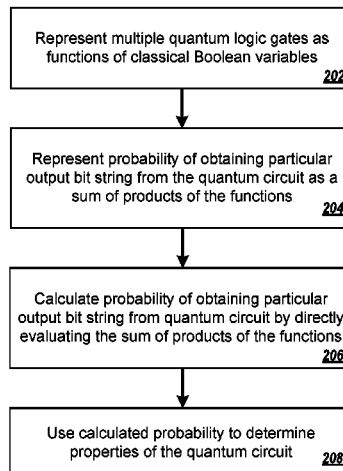 Represent multiple quantum logic gates as
functions of classical Boolean variables
202
Represent probability of obtaining particular
output bit string from the quantum circuit as a
sum of products of the functions
204
Calculate probability of obtaining particular
output bit string from quantum circuit by directly
evaluating the sum of products of the functions
206
Use calculated probability to determine
properties of the quantum circuit
208